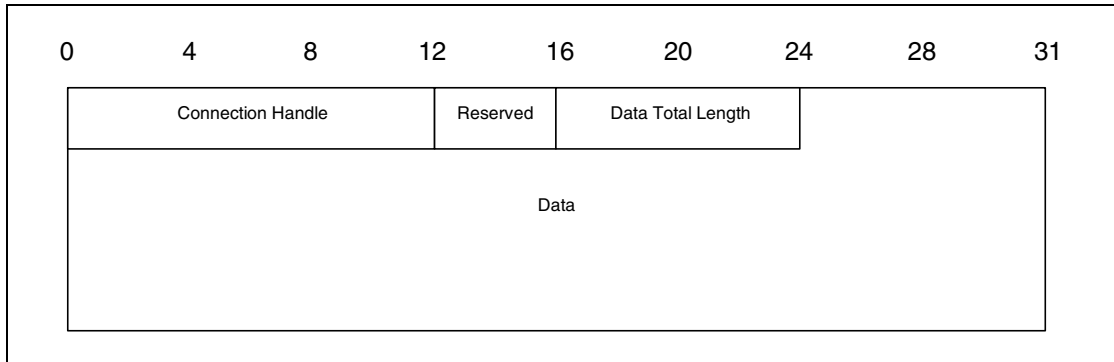 0 4 8 12 16 20 24 28 31
Connection Handle Reserved Data Total Length
Data